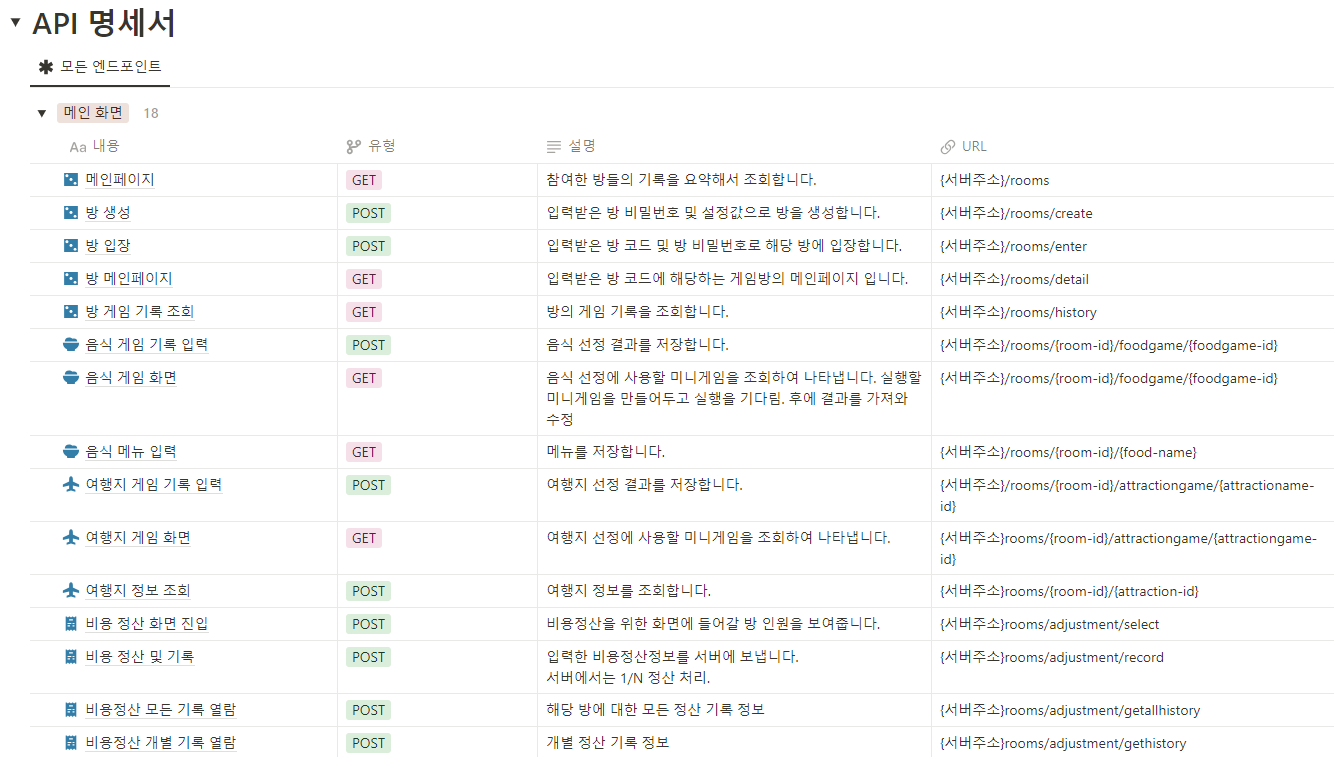 API 명세서
모든 엔드포인트
메인 화면 18
Aa 내용 유형 설명 URL
메인페이지 GET 참여한 방들의 기록을 요약해서 조회합니다. {서버주소}/rooms
방 생성 POST 입력받은 방 비밀번호 및 설정값으로 방을 생성합니다. {서버주소}/rooms/create
방 입장 POST 입력받은 방 코드 및 방 비밀번호로 해당 방에 입장합니다. {서버주소}/rooms/enter
방 메인페이지 GET 입력받은 방 코드에 해당하는 게임방의 메인페이지 입니다. {서버주소}/rooms/detail
방 게임 기록 조회 GET 방의 게임 기록을 조회합니다. {서버주소}/rooms/history
음식 게임 기록 입력 POST 음식 선정 결과를 저장합니다. {서버주소}/rooms/{room-id}/foodgame/{foodgame-id}
음식 게임 화면 GET 음식 선정에 사용할 미니게임을 조회하여 나타냅니다. 실행할 {서버주소}/rooms/{room-id}/foodgame/{foodgame-id}
미니게임을 만들어두고 실행을 기다림. 후에 결과를 가져와
수정
음식 메뉴 입력 GET 메뉴를 저장합니다. {서버주소}/rooms/{room-id}/{food-name}
여행지 게임 기록 입력 POST 여행지 선정 결과를 저장합니다. {서버주소}/rooms/{room-id}/attractiongame/{attractioname-
id}
여행지 게임 화면 GET 여행지 선정에 사용할 미니게임을 조회하여 나타냅니다. {서버주소}rooms/{room-id}/attractiongame/{attractiongame-
id}
여행지 정보 조회 POST 여행지 정보를 조회합니다. {서버주소}rooms/{room-id}/{attraction-id}
비용 정산 화면 진입 POST 비용정산을 위한 화면에 들어갈 방 인원을 보여줍니다. {서버주소}rooms/adjustment/select
비용 정산 및 기록 POST 입력한 비용정산정보를 서버에 보냅니다. {서버주소}rooms/adjustment/record
서버에서는 1/N 정산 처리.
비용정산 모든 기록 열람 POST 해당 방에 대한 모든 정산 기록 정보 {서버주소}rooms/adjustment/getallhistory
비용정산 개별 기록 열람 POST 개별 정산 기록 정보 {서버주소}rooms/adjustment/gethistory